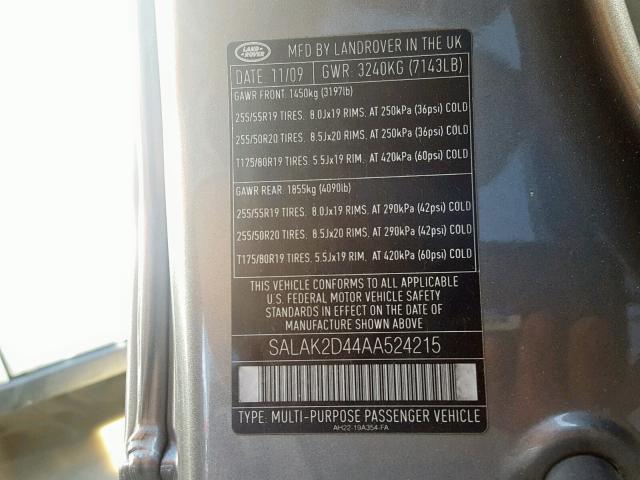 LAND ROVER
MFD BY LANDROVER IN THE UK
DATE 11/09 GWR: 3240KG (7143LB)
GAWR FRONT: 1450kg (3197lb)
255/55R19 TIRES. 8.0Jx19 RIMS. AT 250kPa (36psi) COLD
255/50R20 TIRES. 8.5Jx20 RIMS. AT 250kPa (36psi) COLD
T175/80R19 TIRES. 5.5Jx19 RIM. AT 420kPa (60psi) COLD
GAWR REAR: 1855kg (4090lb)
255/55R19 TIRES. 8.0Jx19 RIMS. AT 290kPa (42psi) COLD
255/50R20 TIRES. 8.5Jx20 RIMS. AT 290kPa (42psi) COLD
T175/80R19 TIRES. 5.5Jx19 RIM. AT 420kPa (60psi) COLD
THIS VEHICLE CONFORMS TO ALL APPLICABLE
U.S. FEDERAL MOTOR VEHICLE SAFETY
STANDARDS IN EFFECT ON THE DATE OF
MANUFACTURE SHOWN ABOVE
SALAK2D44AA524215
TYPE: MULTI-PURPOSE PASSENGER VEHICLE
AH22-19A354-FA